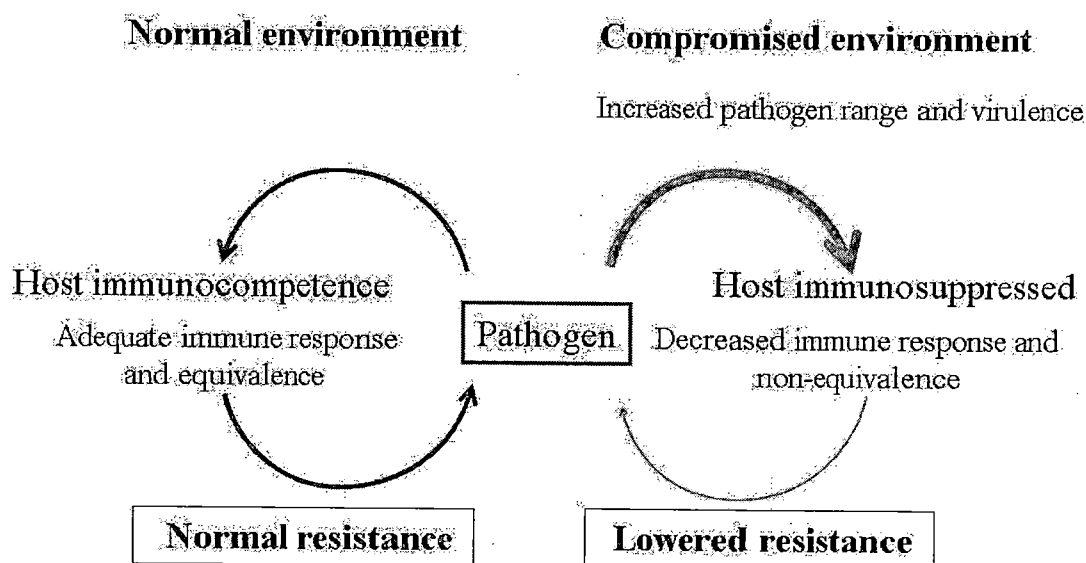 Normal environment
Compromised environment
Increased pathogen range and virulence
Host immunocompetence
Adequate immune response
and equivalence
Pathogen
Host immunosuppressed
Decreased immune response and
non-equivalence
Normal resistance
Lowered resistance